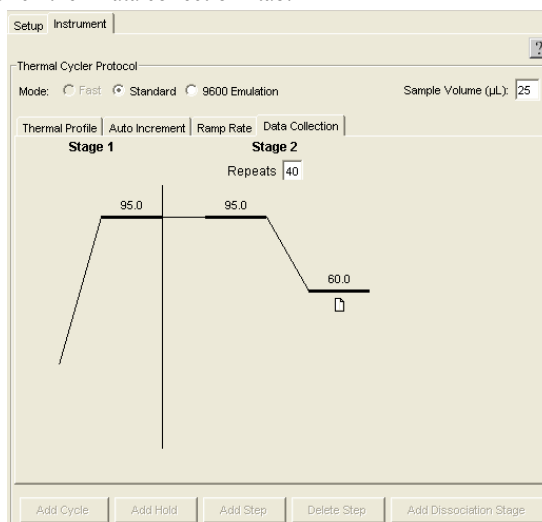 Setup Instrument
?
Thermal Cycler Protocol
Mode: Fast Standard 9600 Emulation Sample Volume (µL): 25
Thermal Profile Auto Increment Ramp Rate Data Collection
Stage 1 Stage 2
Repeats 40
95.0 95.0
60.0
Add Cycle Add Hold Add Step Delete Step Add Dissociation Stage